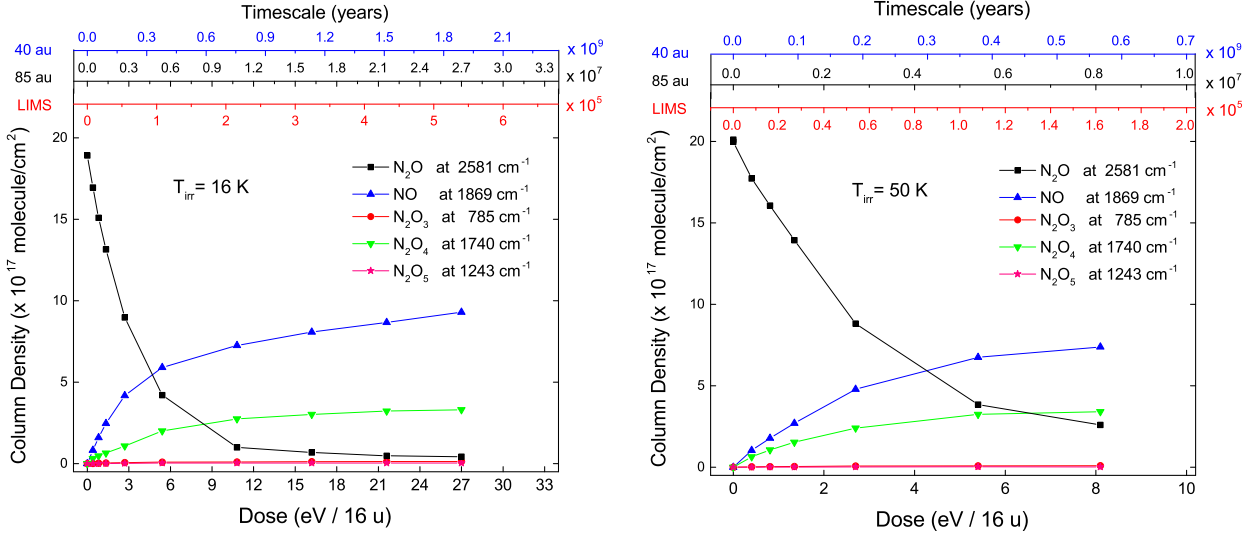 Timescale (years)
40 au 0.0 0.4 0.8 0.7 1.1 1.5 1.9 2.2 x 10^9
85 au 0.0 0.3 0.6 0.9 1.2 1.5 1.8 2.1 2.4 2.7 3.0 3.3 x 10^7
LIMS x 10^5
0 1 2 3 4 5 6
20
15
10
5
0
Column Density (x 10^17 molecule/cm^2)
T_irr = 16 K
N_2O at 2581 cm^-1
NO at 1869 cm^-1
N_2O_3 at 785 cm^-1
N_2O_4 at 1740 cm^-1
N_2O_5 at 1243 cm^-1
0 3 6 9 12 15 18 21 24 27 30 33
Dose (eV / 16 u)
Timescale (years)
40 au 0.0 0.1 0.2 0.3 0.4 0.5 0.6 0.7 x 10^9
85 au 0.0 0.2 0.4 0.6 0.8 1.0 x 10^7
LIMS x 10^5
0.0 0.2 0.4 0.6 0.8 1.0 1.2 1.4 1.6 1.8 2.0
20
15
10
5
0
Column Density (x 10^17 molecule/cm^2)
T_irr = 50 K
N_2O at 2581 cm^-1
NO at 1869 cm^-1
N_2O_3 at 785 cm^-1
N_2O_4 at 1740 cm^-1
N_2O_5 at 1243 cm^-1
0 2 4 6 8 10
Dose (eV / 16 u)